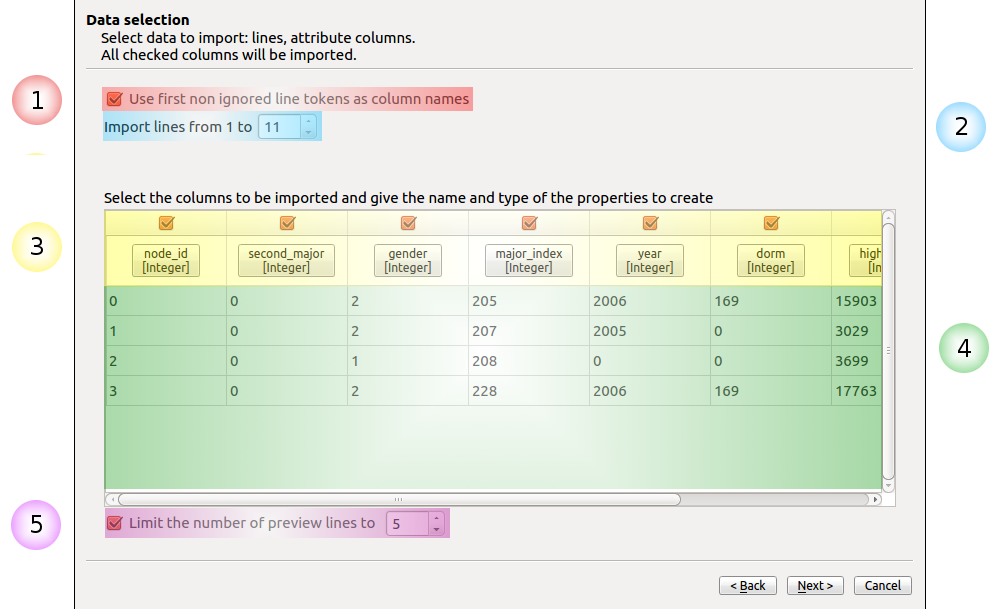 Data selection
Select data to import: lines, attribute columns.
All checked columns will be imported.
1
Use first non ignored line tokens as column names
Import lines from 1 to 11
2
Select the columns to be imported and give the name and type of the properties to create
3
node_id second_major gender major_index year dorm high
[Integer] [Integer] [Integer] [Integer] [Integer] [Integer] [In
0 0 2 205 2006 169 15903
1 0 2 207 2005 0 3029
2 0 1 208 0 0 3699
3 0 2 228 2006 169 17763
4
5
Limit the number of preview lines to 5
< Back Next > Cancel